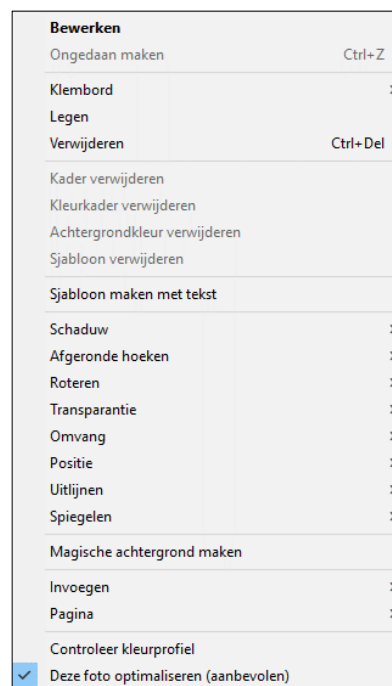 Bewerken
Ongedaan maken Ctrl+Z
Klembord
Legen
Verwijderen Ctrl+Del
Kader verwijderen
Kleurkader verwijderen
Achtergrondkleur verwijderen
Sjabloon verwijderen
Sjabloon maken met tekst
Schaduw
Afgeronde hoeken
Roteren
Transparantie
Omvang
Positie
Uitlijnen
Spiegelen
Magische achtergrond maken
Invoegen
Pagina
Controleer kleurprofiel
Deze foto optimaliseren (aanbevolen)